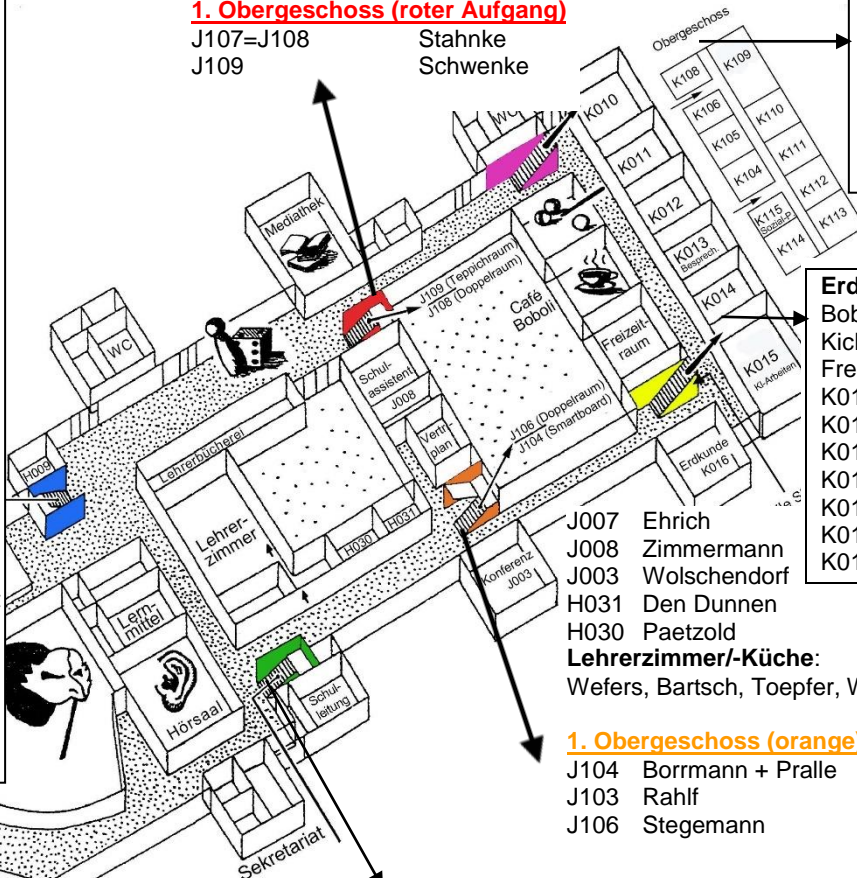 1. Obergeschoss (roter Aufgang)
J107=J108 Stahnke
J109 Schwenke
Obergeschoss
K108
K109
K106
K105
K104
K110
K111
K112
K113
K115
Sozial-P.
K114
WC
K010
K011
K012
K013
Besprech.
K014
K015
KI-Arbeiten
Mediathek
J109 (Teppichraum)
J108 (Doppelraum)
Café
Boboli
Freizeit-
raum
WC
Schul-
assistent
J008
Vertr.
plan
J106 (Doppelraum)
J104 (Smartboard)
Erdkunde
K016
H009
Lehrerbücherei
Lehrer-
zimmer
H030
H031
Konferenz
J003
Lern-
mittel
Hörsaal
Schul-
leitung
Sekretariat
J007 Ehrich
J008 Zimmermann
J003 Wolschendorf
H031 Den Dunnen
H030 Paetzold
Lehrerzimmer/-Küche:
Wefers, Bartsch, Toepfer, W
1. Obergeschoss (orange)
J104 Borrmann + Pralle
J103 Rahlf
J106 Stegemann
Erd
Bob
Kich
Fre
K01
K01
K01
K01
K01
K01
K01